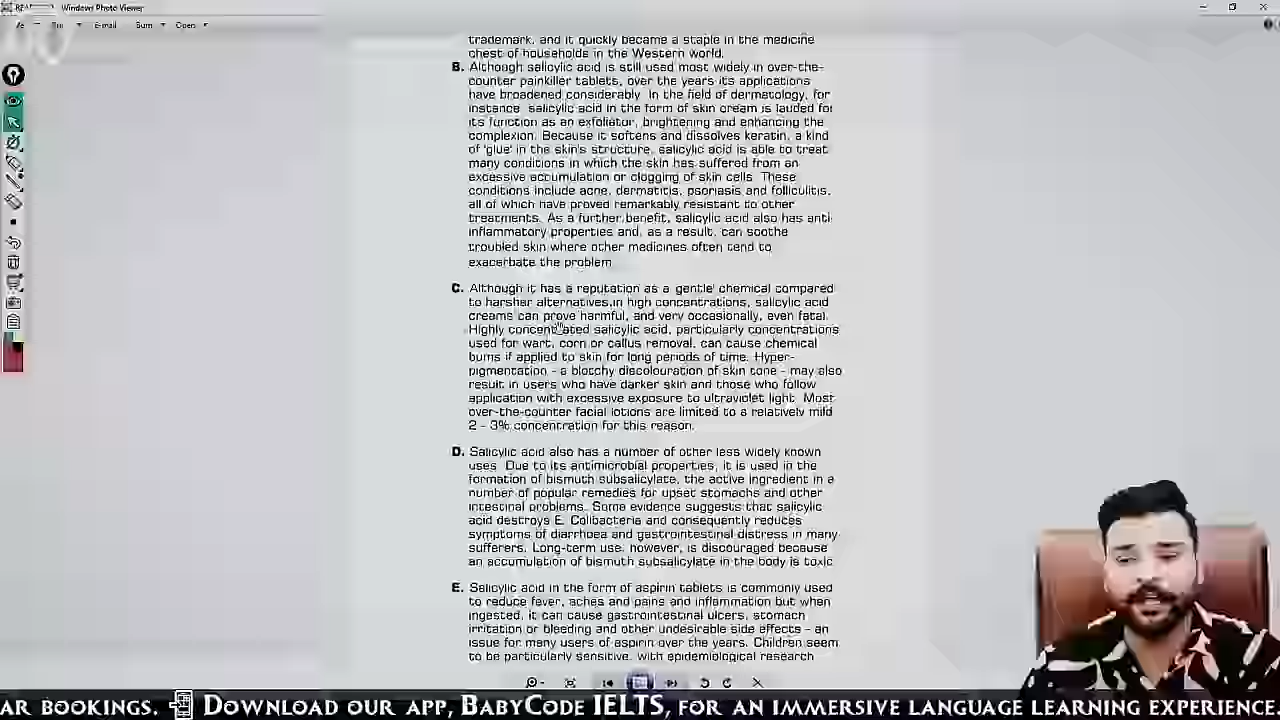 Windows Photo Viewer
E-mail Burn Open
trademark, and it quickly became a staple in the medicine
chest of households in the Western world.
B. Although salicylic acid is still used most widely in over-the-
counter painkiller tablets, over the years its applications
have broadened considerably. In the field of dermatology, for
instance, salicylic acid in the form of skin cream is lauded for
its function as an exfoliator, brightening and enhancing the
complexion. Because it softens and dissolves keratin, a kind
of 'glue' in the skin's structure, salicylic acid is able to treat
many conditions in which the skin has suffered from an
excessive accumulation or clogging of skin cells. These
conditions include acne, dermatitis, psoriasis and folliculitis,
all of which have proved remarkably resistant to other
treatments. As a further benefit, salicylic acid also has anti-
inflammatory properties and, as a result, can soothe
troubled skin where other medicines often tend to
exacerbate the problem.
C. Although it has a reputation as a gentle chemical compared
to harsher alternatives,in high concentrations, salicylic acid
creams can prove harmful, and very occasionally, even fatal.
Highly concentrated salicylic acid, particularly concentrations
used for wart, corn or callus removal, can cause chemical
burns if applied to skin for long periods of time. Hyper-
pigmentation - a blotchy discolouration of skin tone - may also
result in users who have darker skin and those who follow
application with excessive exposure to ultraviolet light. Most
over-the-counter facial lotions are limited to a relatively mild
2 - 3% concentration for this reason.
D. Salicylic acid also has a number of other less widely known
uses. Due to its antimicrobial properties, it is used in the
formation of bismuth subsalicylate, the active ingredient in a
number of popular remedies for upset stomachs and other
intestinal problems. Some evidence suggests that salicylic
acid destroys E. Colibacteria and consequently reduces
symptoms of diarrhoea and gastrointestinal distress in many
sufferers. Long-term use, however, is discouraged because
an accumulation of bismuth subsalicylate in the body is toxic.
E. Salicylic acid in the form of aspirin tablets is commonly used
to reduce fever, aches and pains and inflammation but when
ingested, it can cause gastrointestinal ulcers, stomach
irritation or bleeding and other undesirable side effects - an
issue for many users of aspirin over the years. Children seem
to be particularly sensitive, with epidemiological research
AR BOOKINGS. DOWNLOAD OUR APP, BABYCODE IELTS, FOR AN IMMERSIVE LANGUAGE LEARNING EXPERIENCE.